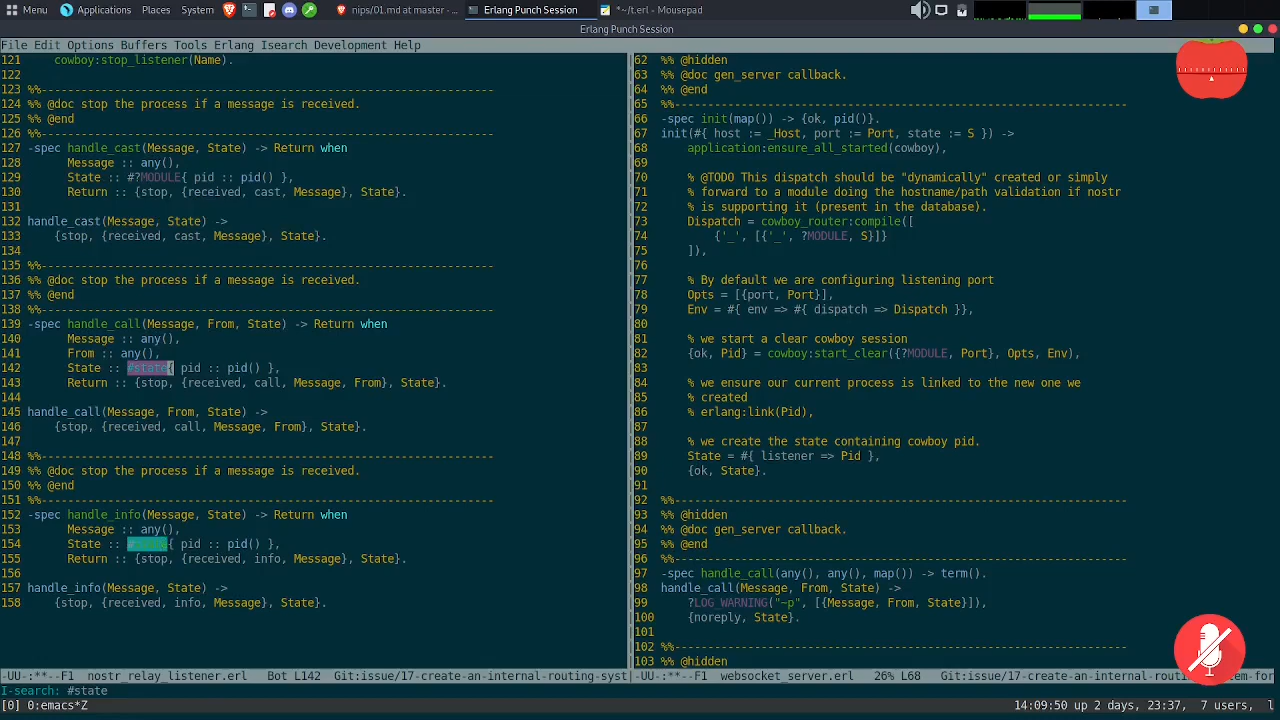 Menu Applications Places System nips/01.md at master -... Erlang Punch Session *~/t.erl - Mousepad
Erlang Punch Session
File Edit Options Buffers Tools Erlang Isearch Development Help
121     cowboy:stop_listener(Name).
122
123 %%--------------------------------------------------------------------
124 %% @doc stop the process if a message is received.
125 %% @end
126 %%--------------------------------------------------------------------
127 -spec handle_cast(Message, State) -> Return when
128       Message :: any(),
129       State :: #?MODULE{ pid :: pid() },
130       Return :: {stop, {received, cast, Message}, State}.
131
132 handle_cast(Message, State) ->
133     {stop, {received, cast, Message}, State}.
134
135 %%--------------------------------------------------------------------
136 %% @doc stop the process if a message is received.
137 %% @end
138 %%--------------------------------------------------------------------
139 -spec handle_call(Message, From, State) -> Return when
140       Message :: any(),
141       From :: any(),
142       State :: #state{ pid :: pid() },
143       Return :: {stop, {received, call, Message, From}, State}.
144
145 handle_call(Message, From, State) ->
146     {stop, {received, call, Message, From}, State}.
147
148 %%--------------------------------------------------------------------
149 %% @doc stop the process if a message is received.
150 %% @end
151 %%--------------------------------------------------------------------
152 -spec handle_info(Message, State) -> Return when
153       Message :: any(),
154       State :: #state{ pid :: pid() },
155       Return :: {stop, {received, info, Message}, State}.
156
157 handle_info(Message, State) ->
158     {stop, {received, info, Message}, State}.
-UU-:**--F1  nostr_relay_listener.erl   Bot L142  Git:issue/17-create-an-internal-routing-syst
62 %% @hidden
63 %% @doc gen_server callback.
64 %% @end
65 %%--------------------------------------------------------------------
66 -spec init(map()) -> {ok, pid()}.
67 init(#{ host := _Host, port := Port, state := S }) ->
68     application:ensure_all_started(cowboy),
69
70     % @TODO This dispatch should be "dynamically" created or simply
71     % forward to a module doing the hostname/path validation if nostr
72     % is supporting it (present in the database).
73     Dispatch = cowboy_router:compile([
74         {'_', [{'_', ?MODULE, S}]}
75     ]),
76
77     % By default we are configuring listening port
78     Opts = [{port, Port}],
79     Env = #{ env => #{ dispatch => Dispatch }},
80
81     % we start a clear cowboy session
82     {ok, Pid} = cowboy:start_clear({?MODULE, Port}, Opts, Env),
83
84     % we ensure our current process is linked to the new one we
85     % created
86     % erlang:link(Pid),
87
88     % we create the state containing cowboy pid.
89     State = #{ listener => Pid },
90     {ok, State}.
91
92 %%--------------------------------------------------------------------
93 %% @hidden
94 %% @doc gen_server callback.
95 %% @end
96 %%--------------------------------------------------------------------
97 -spec handle_call(any(), any(), map()) -> term().
98 handle_call(Message, From, State) ->
99     ?LOG_WARNING("~p", [{Message, From, State}]),
100     {noreply, State}.
101
102 %%--------------------------------------------------------------------
103 %% @hidden
-UU-:**--F1  websocket_server.erl   26% L68   Git:issue/17-create-an-internal-routi
I-search: #state
[0] 0:emacs*Z 14:09:50 up 2 days, 23:37, 7 users, l